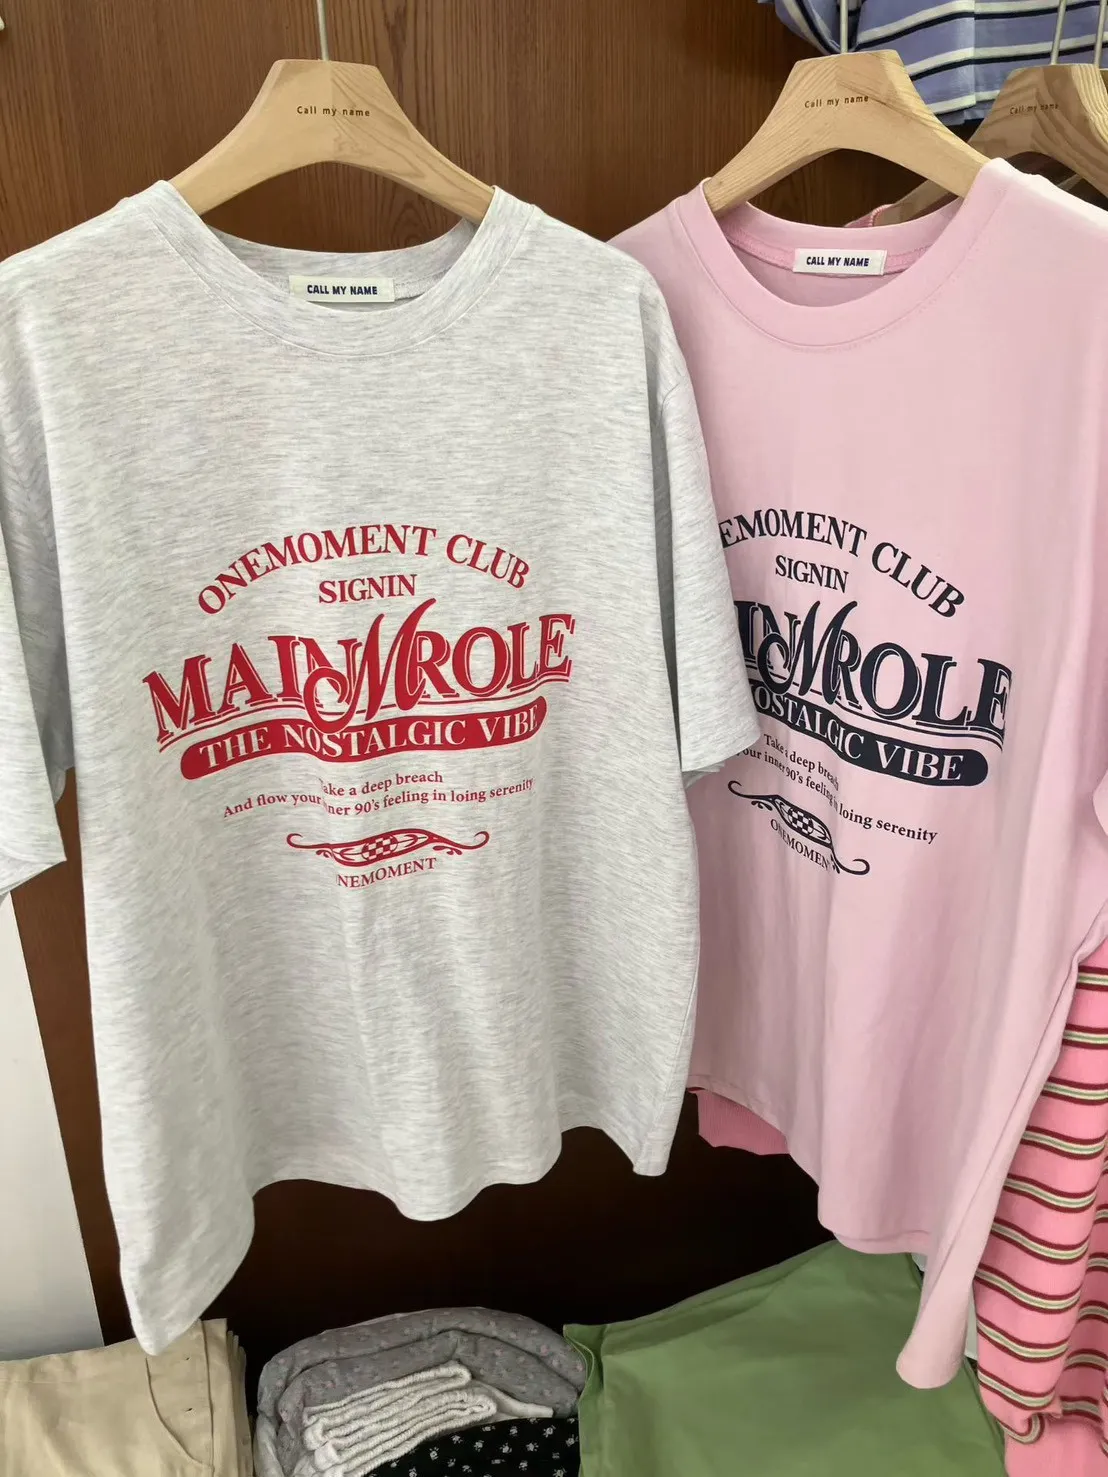 Call my name
CALL MY NAME
ONEMOMENT CLUB
SIGNIN
MAINMROLE
THE NOSTALGIC VIBE
Take a deep breach
And flow your inner 90's feeling in loing serenity
ONEMOMENT
Call my name
CALL MY NAME
EMOMENT CLUB
SIGNIN
INMROLE
NOSTALGIC VIBE
Take a deep breach
your inner 90's feeling in loing serenity
ONEMOMENT
Call my name